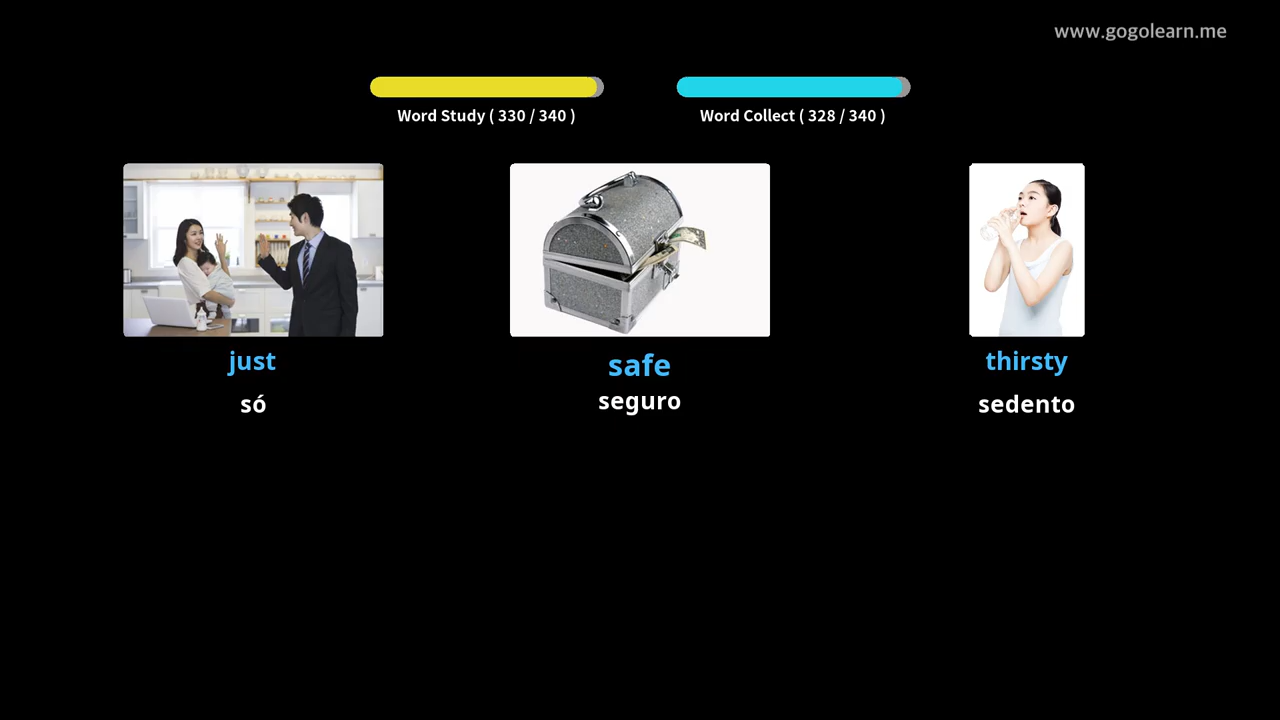 www.gogolearn.me
Word Study ( 330 / 340 )
Word Collect ( 328 / 340 )
just
só
safe
seguro
thirsty
sedento